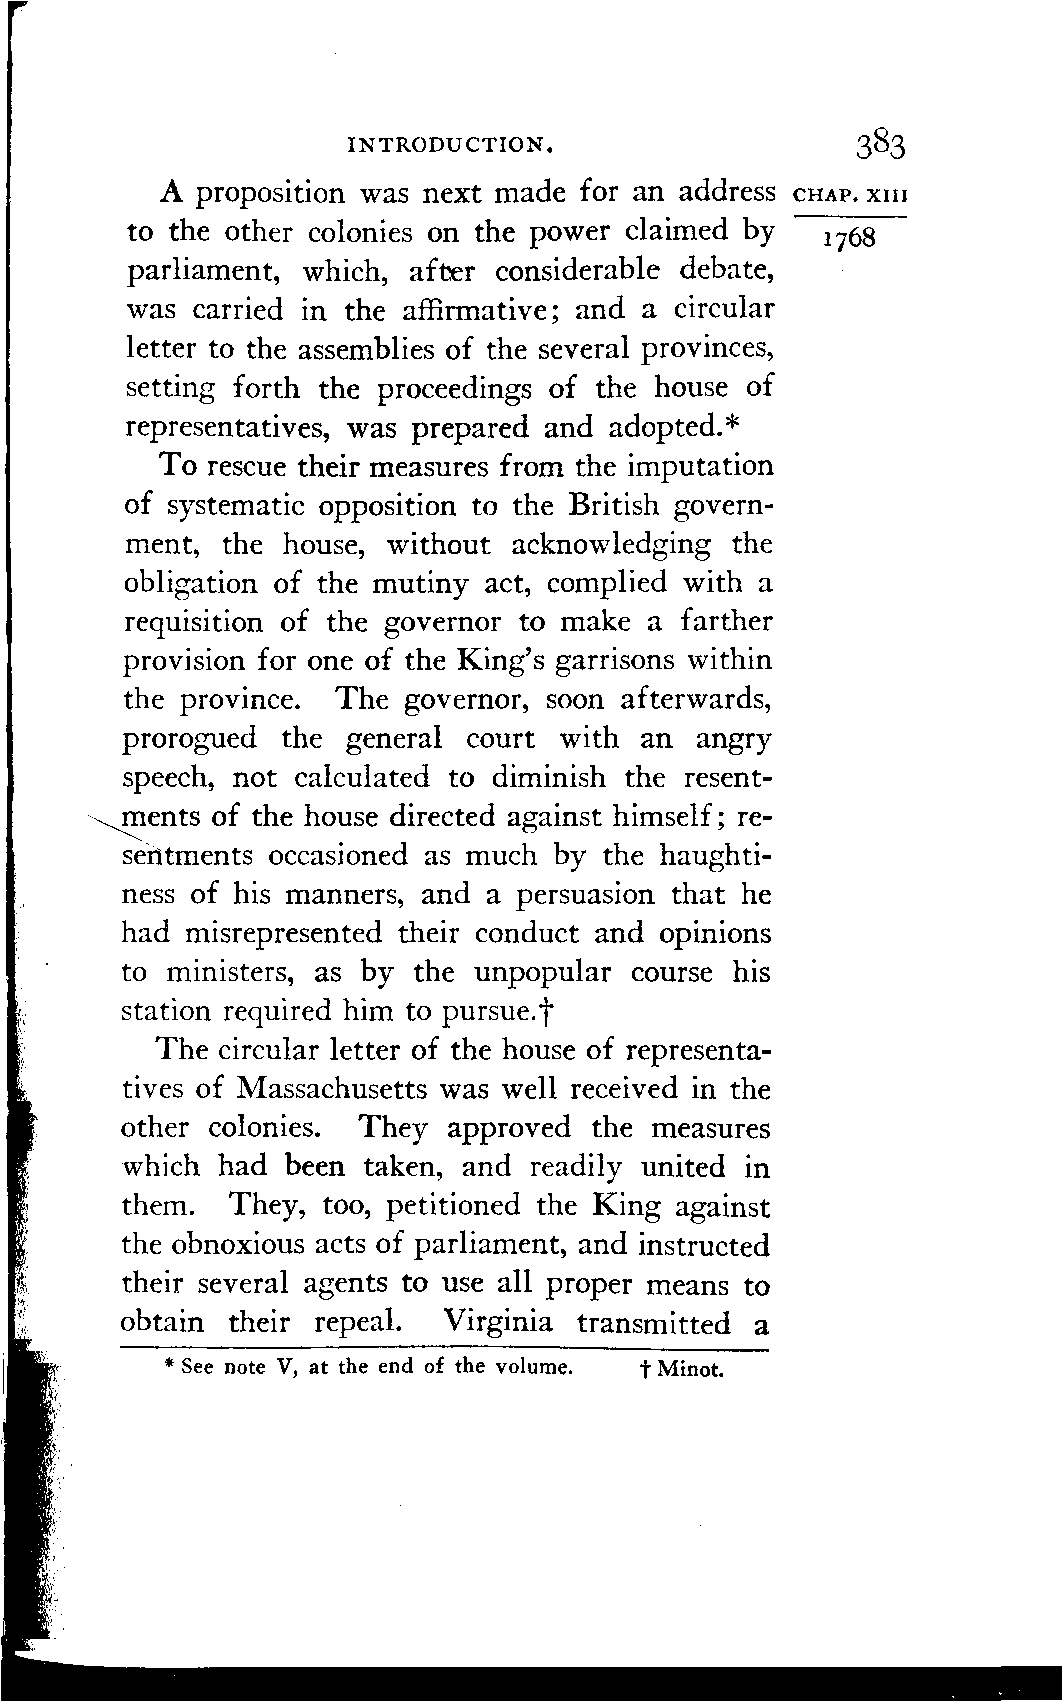 INTRODUCTION. 383
A proposition was next made for an address CHAP. XIII
to the other colonies on the power claimed by 1768
parliament, which, after considerable debate,
was carried in the affirmative; and a circular
letter to the assemblies of the several provinces,
setting forth the proceedings of the house of
representatives, was prepared and adopted.*
To rescue their measures from the imputation
of systematic opposition to the British govern-
ment, the house, without acknowledging the
obligation of the mutiny act, complied with a
requisition of the governor to make a farther
provision for one of the King's garrisons within
the province. The governor, soon afterwards,
prorogued the general court with an angry
speech, not calculated to diminish the resent-
ments of the house directed against himself; re-
sentments occasioned as much by the haughti-
ness of his manners, and a persuasion that he
had misrepresented their conduct and opinions
to ministers, as by the unpopular course his
station required him to pursue.†
The circular letter of the house of representa-
tives of Massachusetts was well received in the
other colonies. They approved the measures
which had been taken, and readily united in
them. They, too, petitioned the King against
the obnoxious acts of parliament, and instructed
their several agents to use all proper means to
obtain their repeal. Virginia transmitted a
* See note V, at the end of the volume. † Minot.